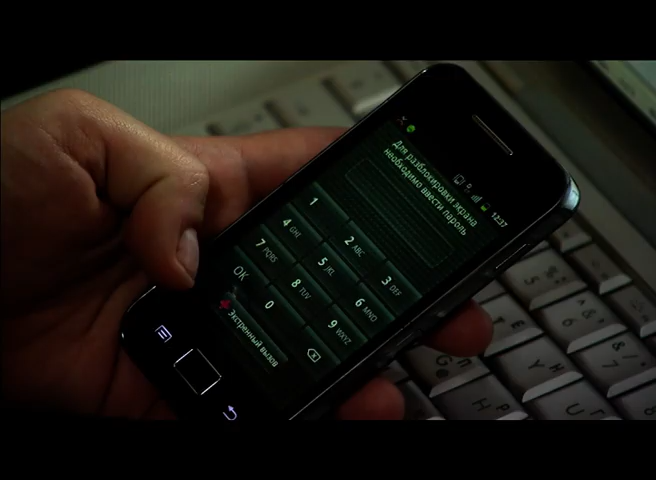 12:37
Для разблокировки экрана
необходимо ввести пароль
1
2 ABC
3 DEF
4 GHI
5 JKL
6 MNO
7 PQRS
8 TUV
9 WXYZ
OK
0
Экстренный вызов